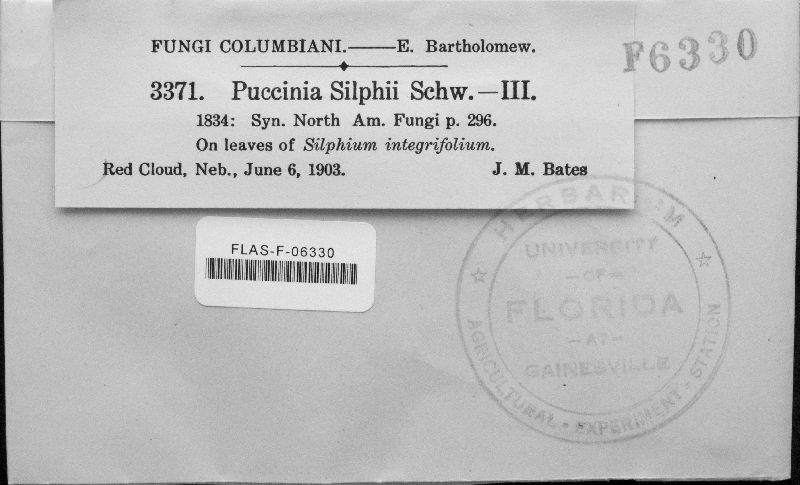 FUNGI COLUMBIANI.——E. Bartholomew.
F6330
3371. Puccinia Silphii Schw.—III.
1834: Syn. North Am. Fungi p. 296.
On leaves of Silphium integrifolium.
Red Cloud, Neb., June 6, 1903. J. M. Bates
FLAS-F-06330
HERBARIUM
UNIVERSITY
—OF—
FLORIDA
—AT—
GAINESVILLE
AGRICULTURAL - EXPERIMENT - STATION